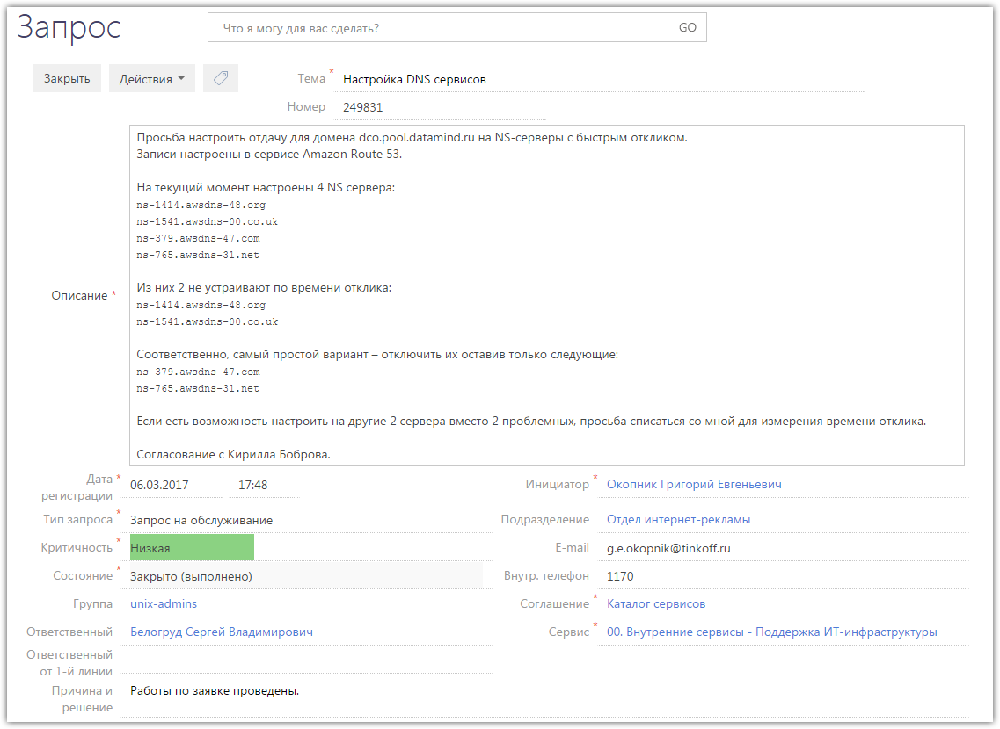 Запрос
Что я могу для вас сделать? GO
Закрыть Действия Тема * Настройка DNS сервисов
Номер 249831
Описание *
Просьба настроить отдачу для домена dco.pool.datamind.ru на NS-серверы с быстрым откликом.
Записи настроены в сервисе Amazon Route 53.
На текущий момент настроены 4 NS сервера:
ns-1414.awsdns-48.org
ns-1541.awsdns-00.co.uk
ns-379.awsdns-47.com
ns-765.awsdns-31.net
Из них 2 не устраивают по времени отклика:
ns-1414.awsdns-48.org
ns-1541.awsdns-00.co.uk
Соответственно, самый простой вариант – отключить их оставив только следующие:
ns-379.awsdns-47.com
ns-765.awsdns-31.net
Если есть возможность настроить на другие 2 сервера вместо 2 проблемных, просьба списаться со мной для измерения времени отклика.
Согласование с Кирилла Боброва.
Дата * регистрации 06.03.2017 17:48 Инициатор * Окопник Григорий Евгеньевич
Тип запроса * Запрос на обслуживание Подразделение Отдел интернет-рекламы
Критичность * Низкая E-mail g.e.okopnik@tinkoff.ru
Состояние * Закрыто (выполнено) Внутр. телефон 1170
Группа unix-admins Соглашение * Каталог сервисов
Ответственный Белогруд Сергей Владимирович Сервис * 00. Внутренние сервисы - Поддержка ИТ-инфраструктуры
Ответственный
от 1-й линии
Причина и Работы по заявке проведены.
решение